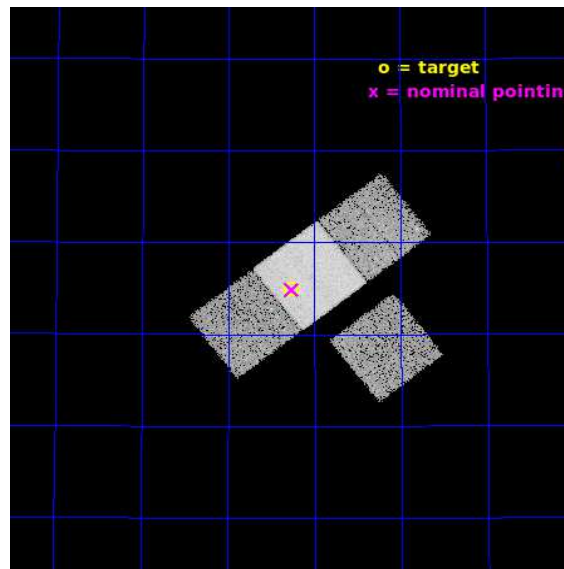 o = target
x = nominal pointin